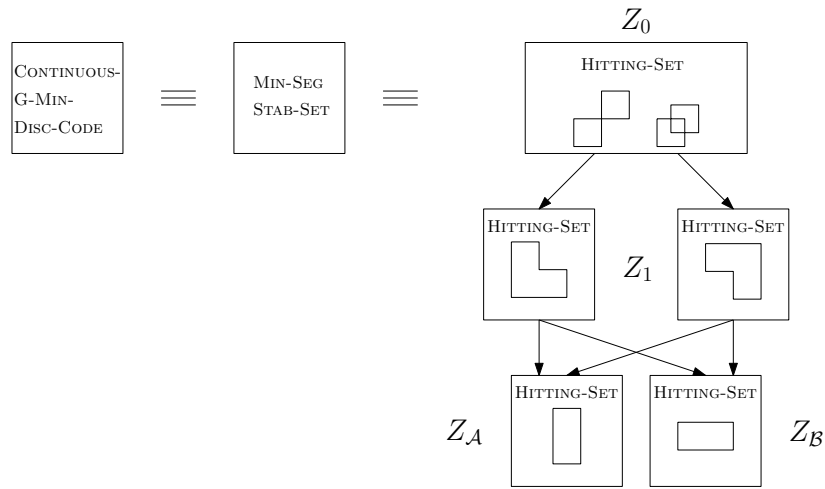 Z₀
CONTINUOUS-
G-MIN-
DISC-CODE
MIN-SEG
STAB-SET
HITTING-SET
HITTING-SET
HITTING-SET
Z₁
HITTING-SET
HITTING-SET
Z𝒜
Zℬ